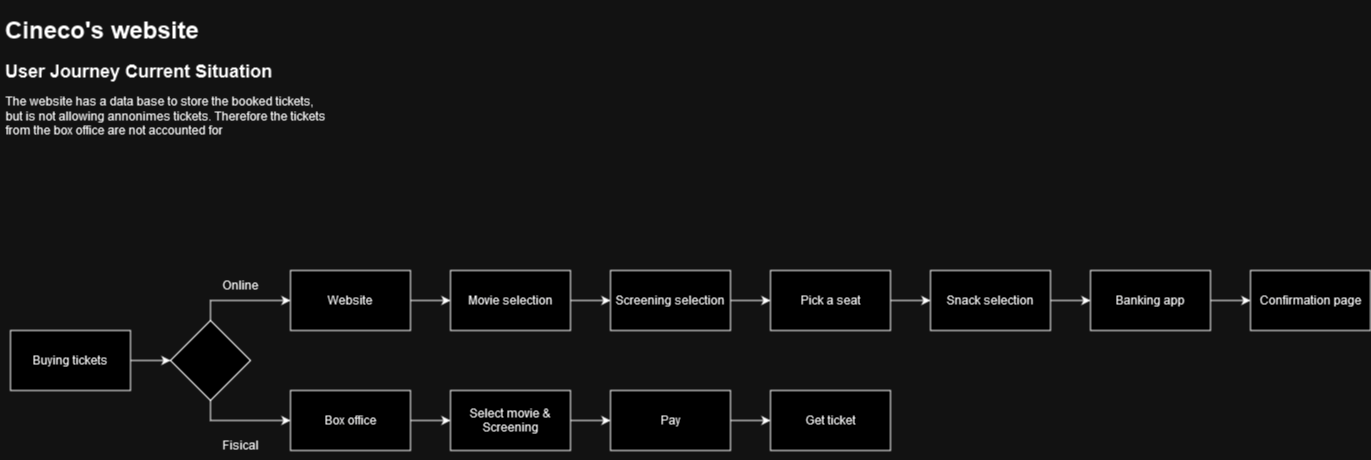 Cineco's website
User Journey Current Situation
The website has a data base to store the booked tickets,
but is not allowing annonimes tickets. Therefore the tickets
from the box office are not accounted for
Online
Website
Movie selection
Screening selection
Pick a seat
Snack selection
Banking app
Confirmation page
Buying tickets
Box office
Select movie &
Screening
Pay
Get ticket
Fisical